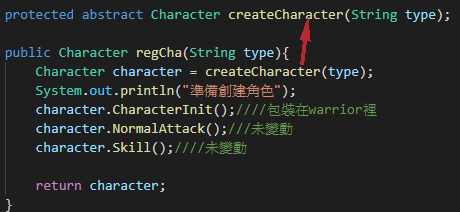 protected abstract Character createCharacter(String type);
public Character regCha(String type){
Character character = createCharacter(type);
System.out.println("準備創建角色");
character.CharacterInit();////包裝在warrior裡
character.NormalAttack();///未變動
character.Skill();////未變動
return character;
}